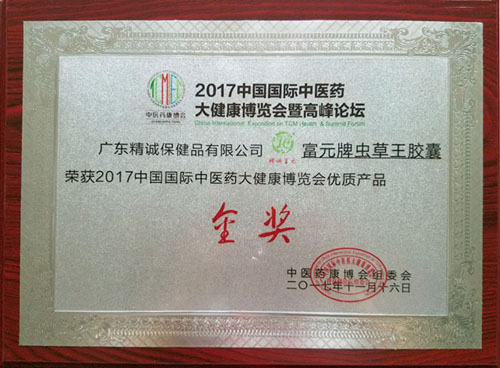 TCMEX
中医药康博会
2017中国国际中医药
大健康博览会暨高峰论坛
China International Exposition on TCM Health & Summit Forum
广东精诚保健品有限公司 富元牌虫草王胶囊
荣获2017中国国际中医药大健康博览会优质产品
金奖
中医药康博会组委会
二〇一七年十一月十六日